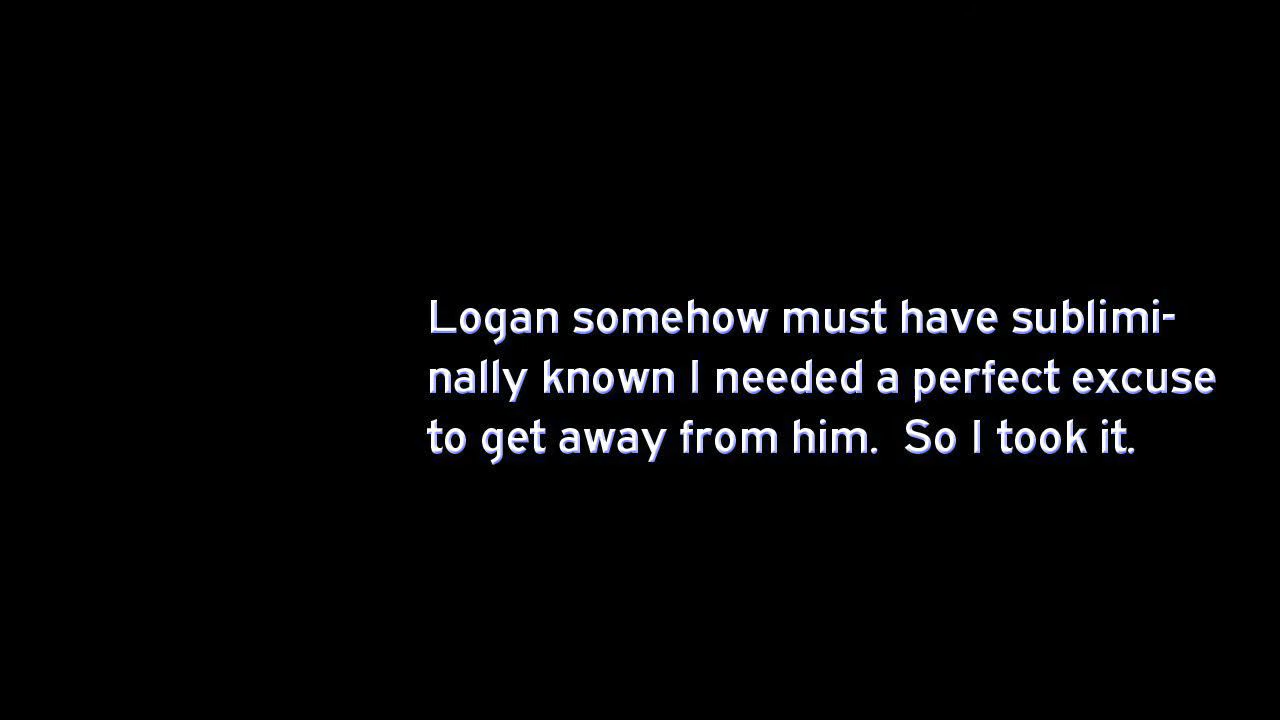 Logan somehow must have sublimi-
nally known I needed a perfect excuse
to get away from him.  So I took it.